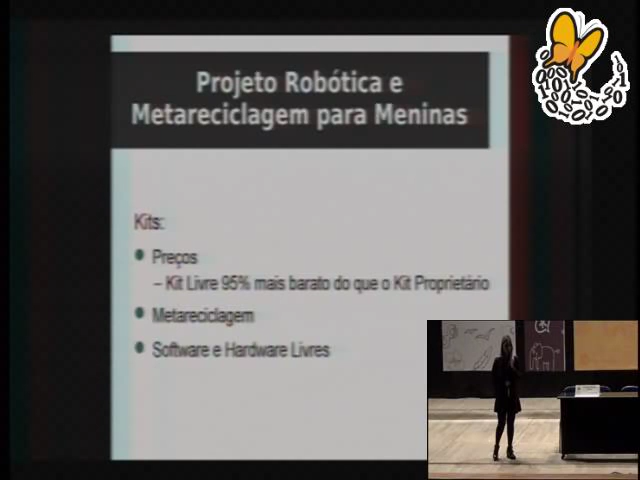 Projeto Robótica e
Metareciclagem para Meninas
Kits:
Preços
– Kit Livre 95% mais barato do que o Kit Proprietário
Metareciclagem
Software e Hardware Livres